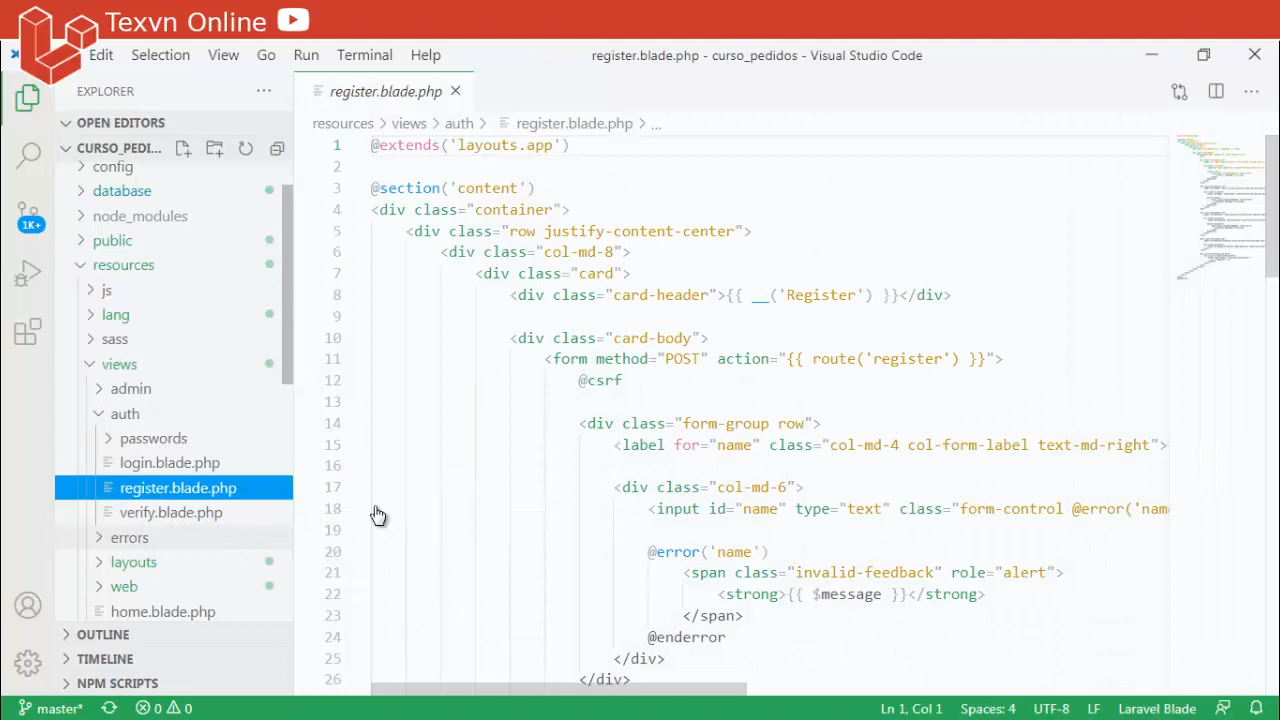 Texvn Online
Edit Selection View Go Run Terminal Help
register.blade.php - curso_pedidos - Visual Studio Code
EXPLORER
register.blade.php
OPEN EDITORS
resources > views > auth > register.blade.php > ...
CURSO_PEDI...
config
database
node_modules
public
resources
js
lang
sass
views
admin
auth
passwords
login.blade.php
register.blade.php
verify.blade.php
errors
layouts
web
home.blade.php
OUTLINE
TIMELINE
NPM SCRIPTS
1K+
1 @extends('layouts.app')
2
3 @section('content')
4 <div class="container">
5 <div class="row justify-content-center">
6 <div class="col-md-8">
7 <div class="card">
8 <div class="card-header">{{ __('Register') }}</div>
9
10 <div class="card-body">
11 <form method="POST" action="{{ route('register') }}">
12 @csrf
13
14 <div class="form-group row">
15 <label for="name" class="col-md-4 col-form-label text-md-right">
16
17 <div class="col-md-6">
18 <input id="name" type="text" class="form-control @error('nam
19
20 @error('name')
21 <span class="invalid-feedback" role="alert">
22 <strong>{{ $message }}</strong>
23 </span>
24 @enderror
25 </div>
26 </div>
master* 0 0 Ln 1, Col 1 Spaces: 4 UTF-8 LF Laravel Blade